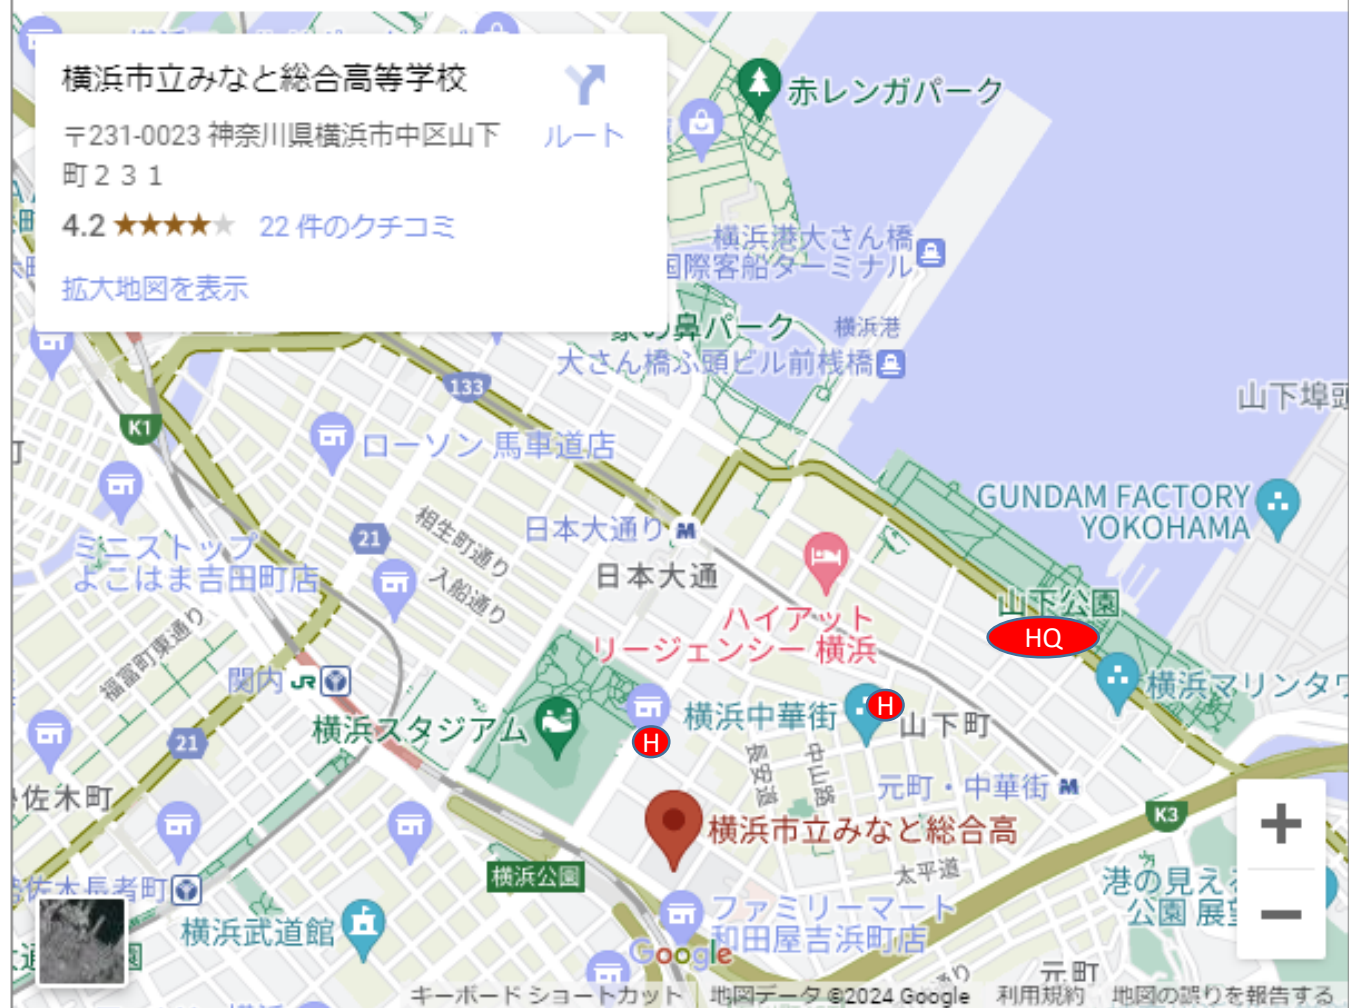 横浜市立みなと総合高等学校
〒231-0023 神奈川県横浜市中区山下
町２３１
4.2
22 件のクチコミ
拡大地図を表示
ルート
赤レンガパーク
横浜港大さん橋
国際客船ターミナル
象の鼻パーク
横浜港
大さん橋ふ頭ビル前桟橋
山下埠頭
133
K1
ローソン 馬車道店
GUNDAM FACTORY
YOKOHAMA
相生町通り
日本大通り
21
ミニストップ
よこはま吉田町店
入船通り
日本大通
山下公園
HQ
ハイアット
リージェンシー 横浜
福富町東通り
関内 JR
横浜マリンタワ
横浜スタジアム
横浜中華街
H
山下町
H
21
長安道
中山路
元町・中華街
佐木町
K3
横浜市立みなと総合高
太平道
横浜公園
佐木長者町
港の見える
公園 展望
横浜武道館
ファミリーマート
和田屋吉浜町店
Google
元町
キーボード ショートカット
地図データ ©2024 Google
利用規約
地図の誤りを報告する